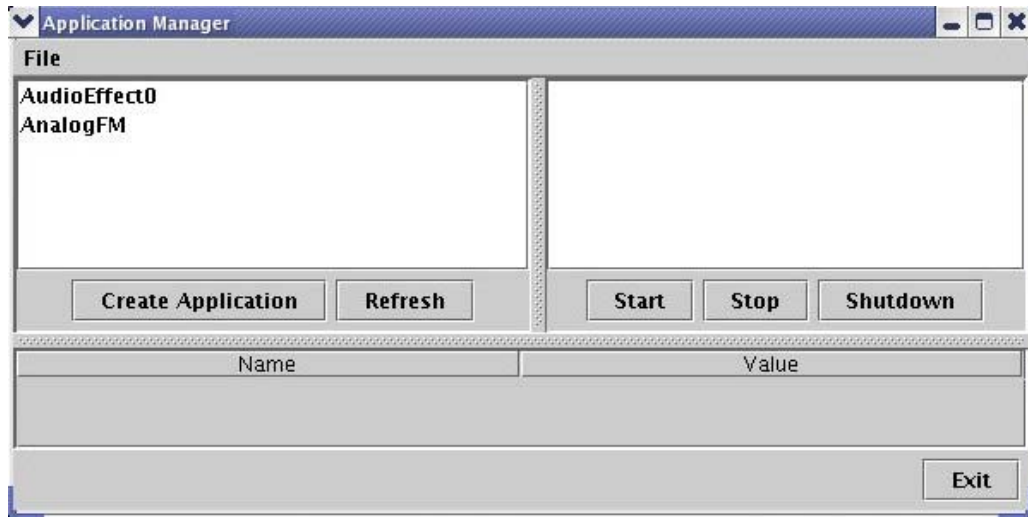 Application Manager
File
AudioEffect0
AnalogFM
Create Application Refresh Start Stop Shutdown
Name Value
Exit